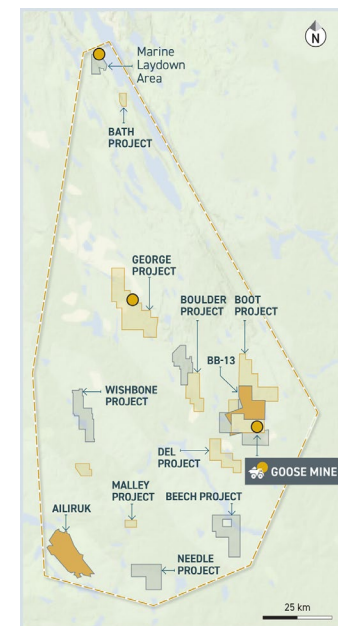 N
Marine
Laydown
Area
BATH
PROJECT
GEORGE
PROJECT
BOULDER
PROJECT
BOOT
PROJECT
BB-13
WISHBONE
PROJECT
DEL
PROJECT
GOOSE MINE
MALLEY
PROJECT
BEECH PROJECT
AILIRUK
NEEDLE
PROJECT
25 km